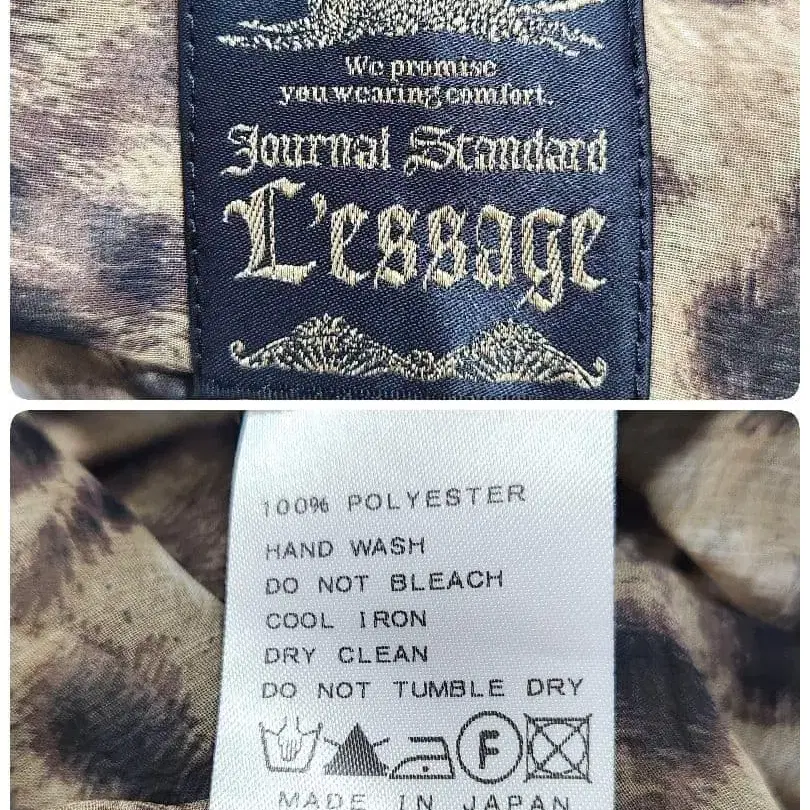 We promise
you wearing comfort.
Journal Standard
L'essage
100% POLYESTER
HAND WASH
DO NOT BLEACH
COOL IRON
DRY CLEAN
DO NOT TUMBLE DRY
F
MADE IN JAPAN